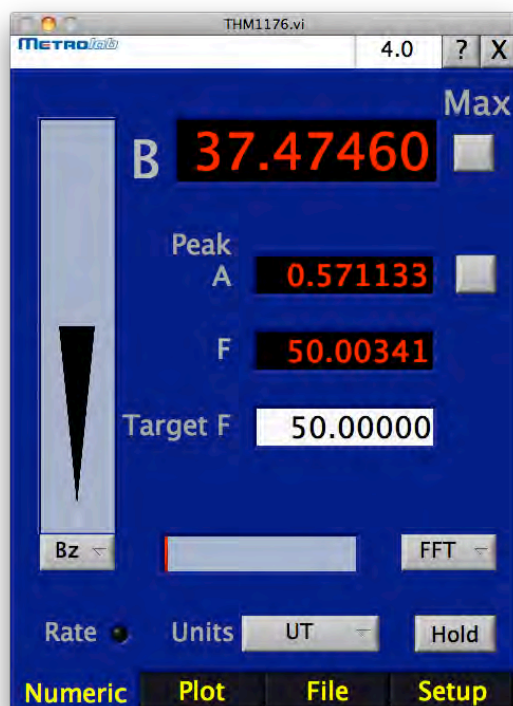 THM1176.vi
METROlab 4.0 ? X
Max
B 37.47460
Peak
A 0.571133
F 50.00341
Target F 50.00000
Bz FFT
Rate Units UT Hold
Numeric Plot File Setup